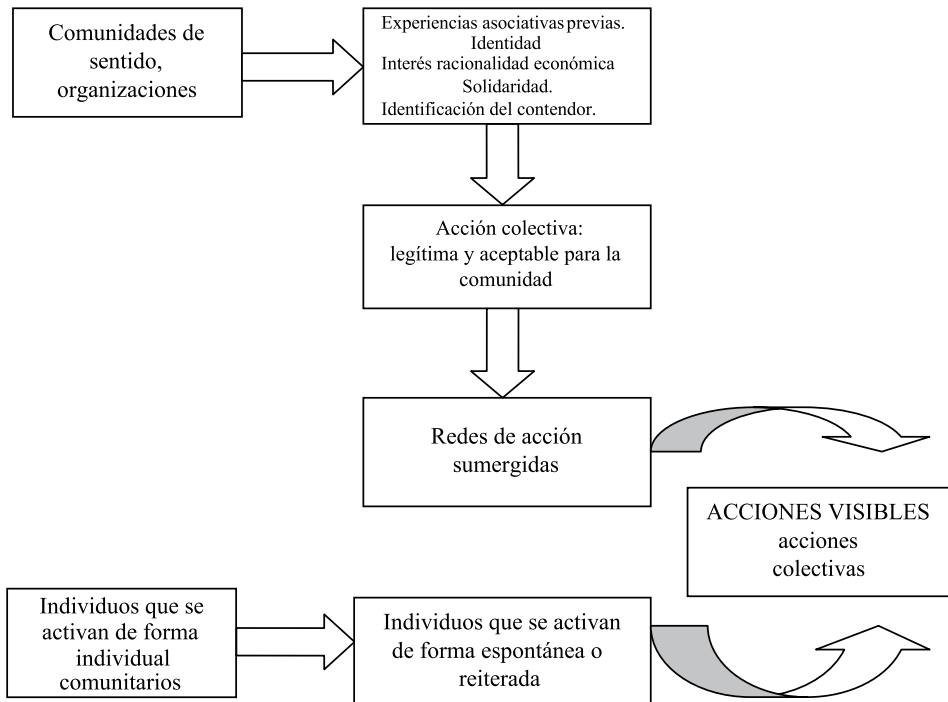 Comunidades de
sentido,
organizaciones
Experiencias asociativas previas.
Identidad
Interés racionalidad económica
Solidaridad.
Identificación del contendor.
Acción colectiva:
legítima y aceptable para la
comunidad
Redes de acción
sumergidas
ACCIONES VISIBLES
acciones
colectivas
Individuos que se
activan de forma
individual
comunitarios
Individuos que se activan
de forma espontánea o
reiterada